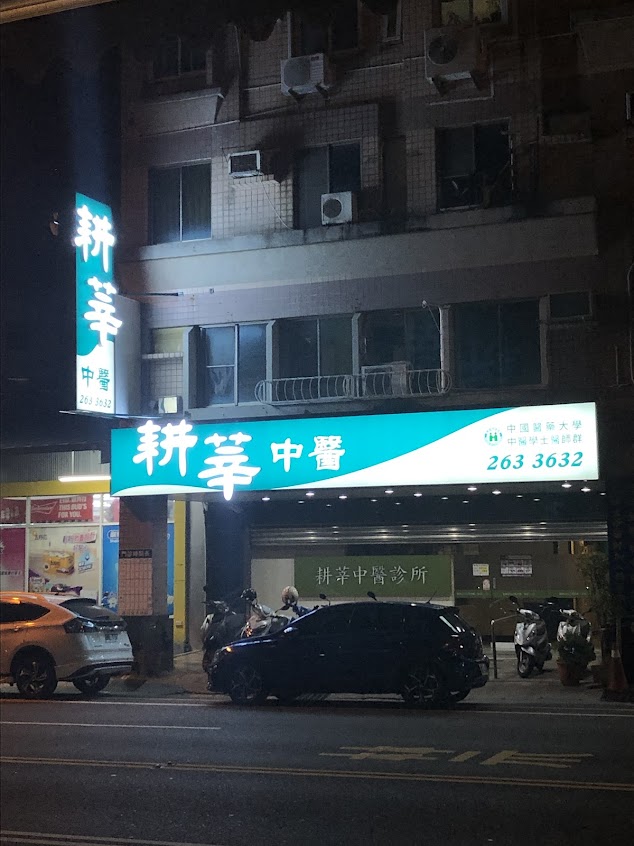 耕莘
中醫
263 3632
耕莘中醫
中國醫藥大學
中醫學士醫師群
263 3632
耕莘中醫診所